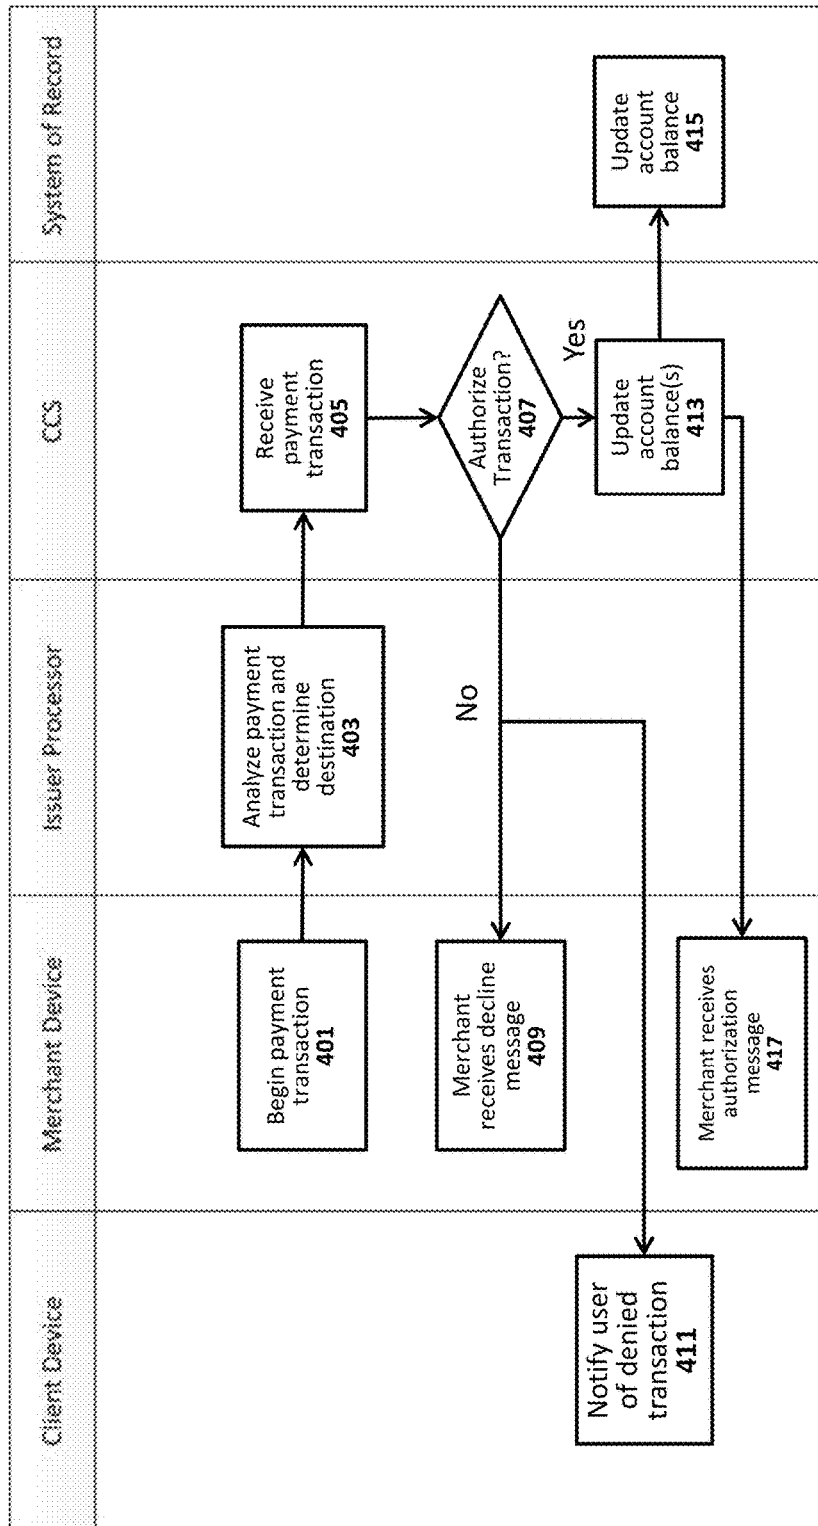 Client Device
Merchant Device
Issuer Processor
CCS
System of Record
Begin payment
transaction
401
Analyze payment
transaction and
determine
destination
403
Receive
payment
transaction
405
Authorize
Transaction?
407
No
Yes
Merchant
receives decline
message
409
Notify user
of denied
transaction
411
Update
account
balance(s)
413
Update
account
balance
415
Merchant receives
authorization
message
417